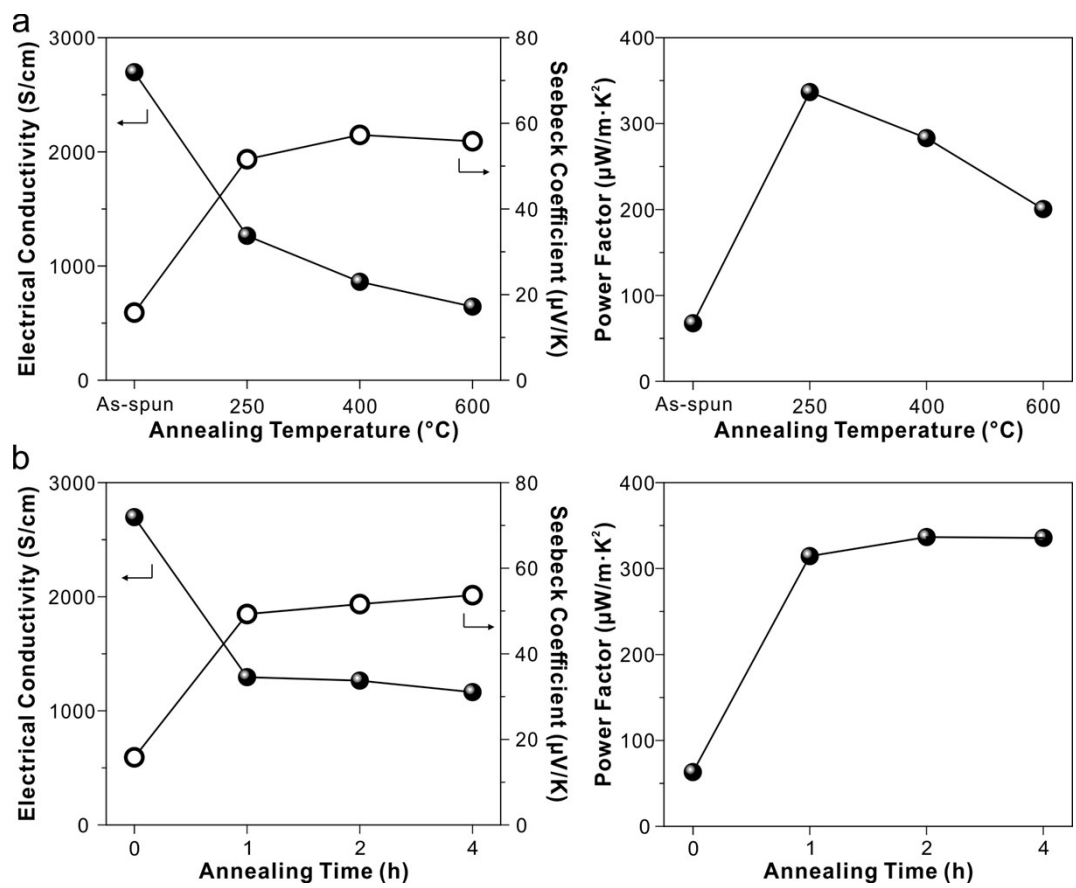 a
3000
2000
1000
0
Electrical Conductivity (S/cm)
80
60
40
20
0
Seebeck Coefficient (μV/K)
As-spun 250 400 600
Annealing Temperature (°C)
400
300
200
100
0
Power Factor (μW/m·K²)
As-spun 250 400 600
Annealing Temperature (°C)
b
3000
2000
1000
0
Electrical Conductivity (S/cm)
80
60
40
20
0
Seebeck Coefficient (μV/K)
0 1 2 4
Annealing Time (h)
400
300
200
100
0
Power Factor (μW/m·K²)
0 1 2 4
Annealing Time (h)